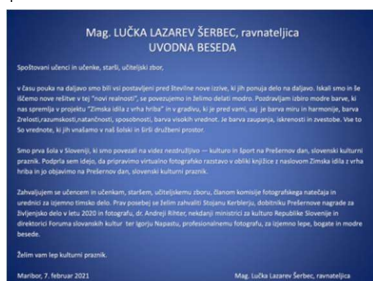 Mag. LUČKA LAZAREV ŠERBEC, ravnateljica
UVODNA BESEDA
Spoštovani učenci in učenke, starši, učiteljski zbor,
v času pouka na daljavo smo bili vsi postavljeni pred številne nove izzive, ki jih ponuja delo na daljavo. Iskali smo in še
iščemo nove rešitve v tej "novi realnosti", se povezujemo in želimo delati modro. Pozdravljam izbiro modre barve, ki
nas spremlja v projektu "Zimska idila z vrha hriba" in v gradivu, ki je pred vami, saj je barva miru in harmonije, barva
Zrelosti,razumskosti,natančnosti, sposobnosti, barva visokih vrednot. je barva zaupanja, iskrenosti in zvestobe. Vse to
So vrednote, ki jih vnašamo v naš šolski in širši družbeni prostor.
Smo prva šola v Sloveniji, ki smo povezali na videz nezdružljivo — kulturo in šport na Prešernov dan, slovenski kulturni
praznik. Podprla sem idejo, da pripravimo virtualno fotografsko razstavo v obliki knjižice z naslovom Zimska idila z vrha
hriba in jo objavimo na Prešernov dan, slovenski kulturni praznik.
Zahvaljujem se učencem in učenkam, staršem, učiteljskemu zboru, članom komisije fotografskega natečaja in
urednici za izjemno timsko delo. Prav posebej se želim zahvaliti Stojanu Kerblerju, dobitniku Prešernove nagrade za
življenjsko delo v letu 2020 in fotografu, dr. Andreji Rihter, nekdanji ministrici za kulturo Republike Slovenije in
direktorici Foruma slovanskih kultur ter Igorju Napastu, profesionalnemu fotografu, za izjemno lepe, bogate in modre
besede.
Želim vam lep kulturni praznik.
Maribor, 7. februar 2021 Mag. Lučka Lazarev Šerbec, ravnateljica